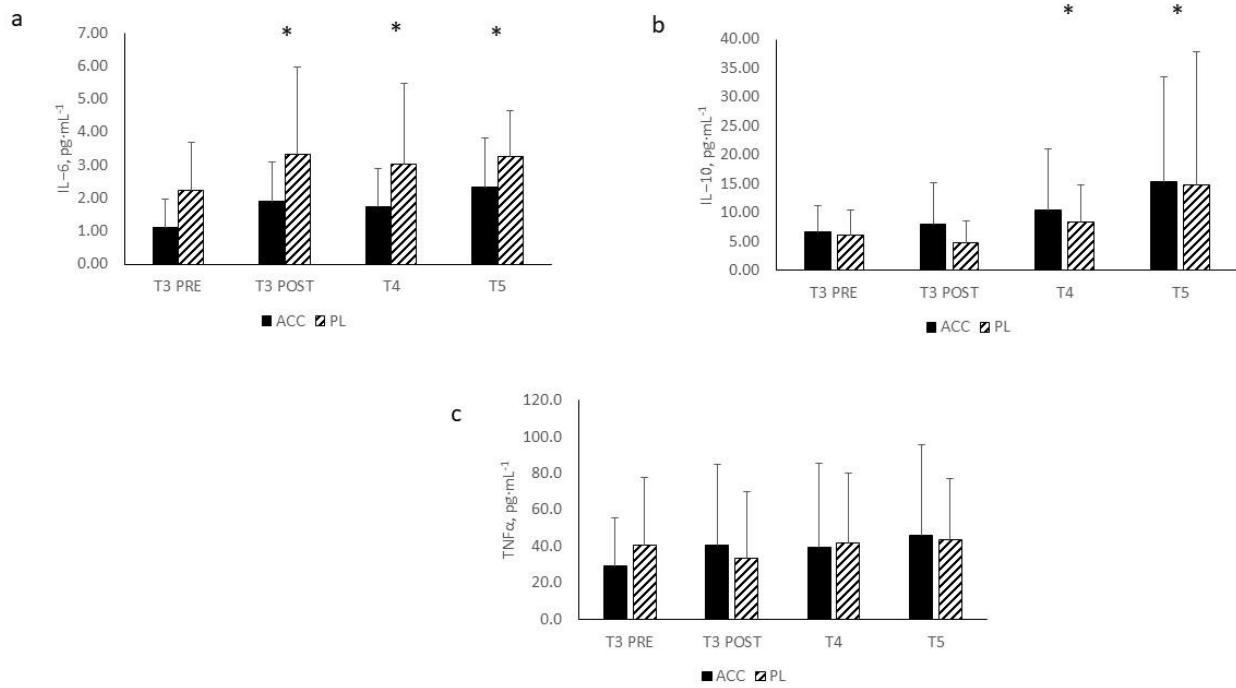 a
7.00
6.00
5.00
4.00
3.00
2.00
1.00
0.00
IL−6, pg·mL⁻¹
* * *
T3 PRE T3 POST T4 T5
ACC PL
b
40.00
35.00
30.00
25.00
20.00
15.00
10.00
5.00
0.00
IL−10, pg·mL⁻¹
* *
T3 PRE T3 POST T4 T5
ACC PL
c
120.0
100.0
80.0
60.0
40.0
20.0
0.0
TNFα, pg·mL⁻¹
T3 PRE T3 POST T4 T5
ACC PL